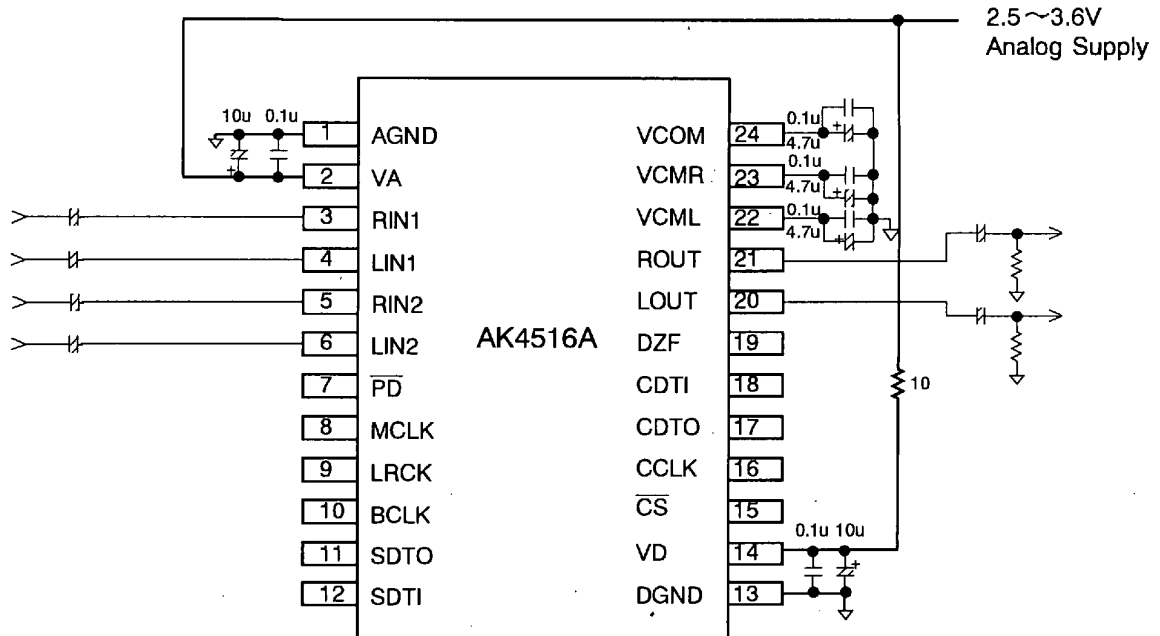 2.5～3.6V
Analog Supply
10u 0.1u
1 AGND
2 VA
3 RIN1
4 LIN1
5 RIN2
6 LIN2
7 PD
8 MCLK
9 LRCK
10 BCLK
11 SDTO
12 SDTI
AK4516A
VCOM 24
VCMR 23
VCML 22
ROUT 21
LOUT 20
DZF 19
CDTI 18
CDTO 17
CCLK 16
CS 15
VD 14
DGND 13
0.1u
4.7u
0.1u
4.7u
0.1u
4.7u
10
0.1u 10u